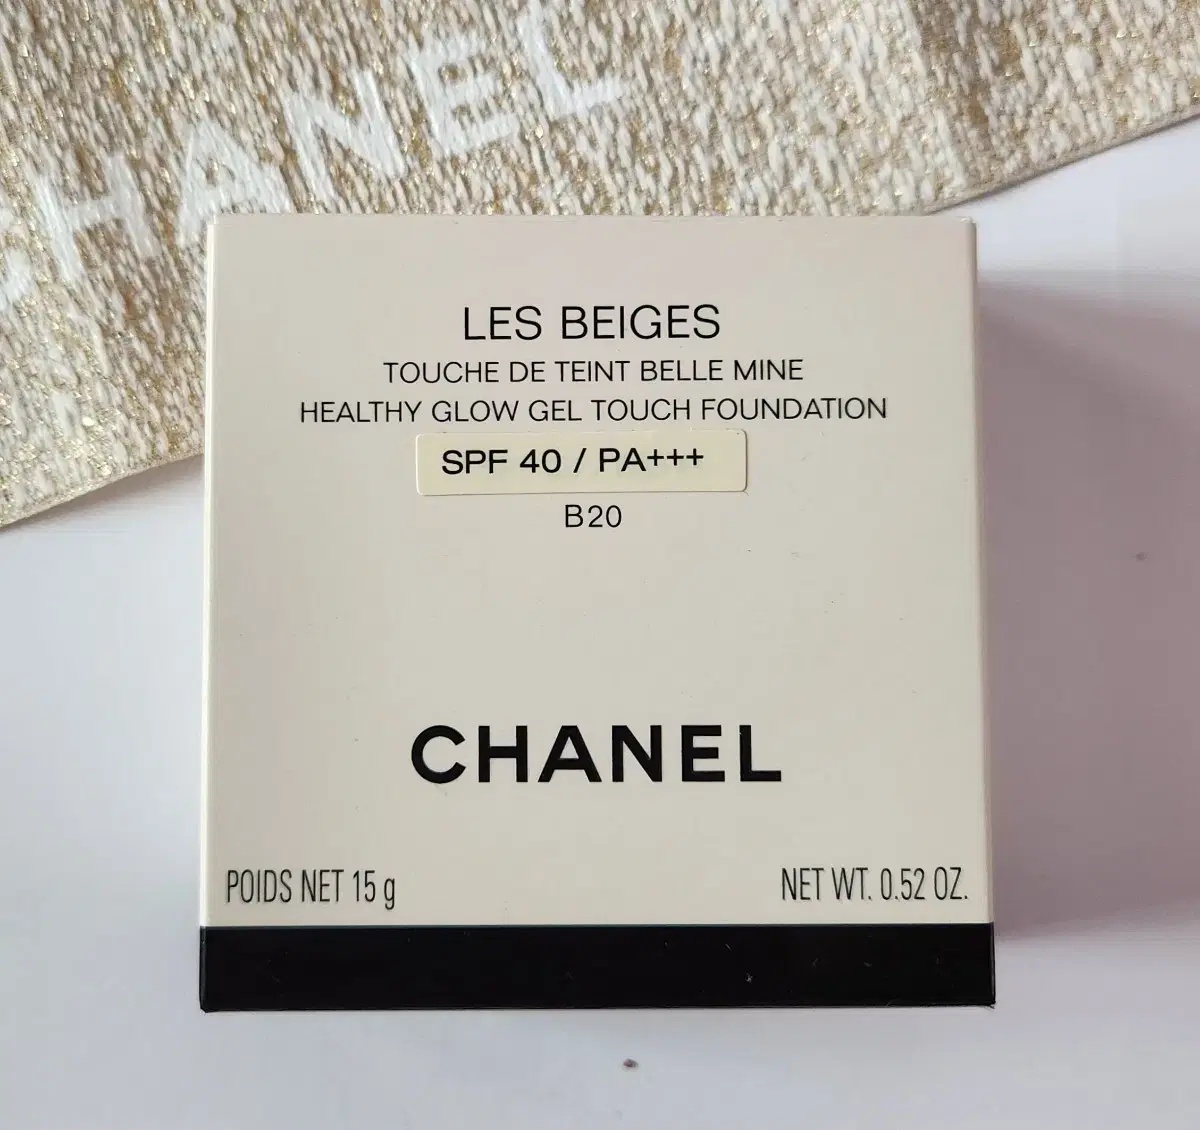 CHANEL
LES BEIGES
TOUCHE DE TEINT BELLE MINE
HEALTHY GLOW GEL TOUCH FOUNDATION
SPF 40 / PA+++
B20
CHANEL
POIDS NET 15 g
NET WT. 0.52 OZ.